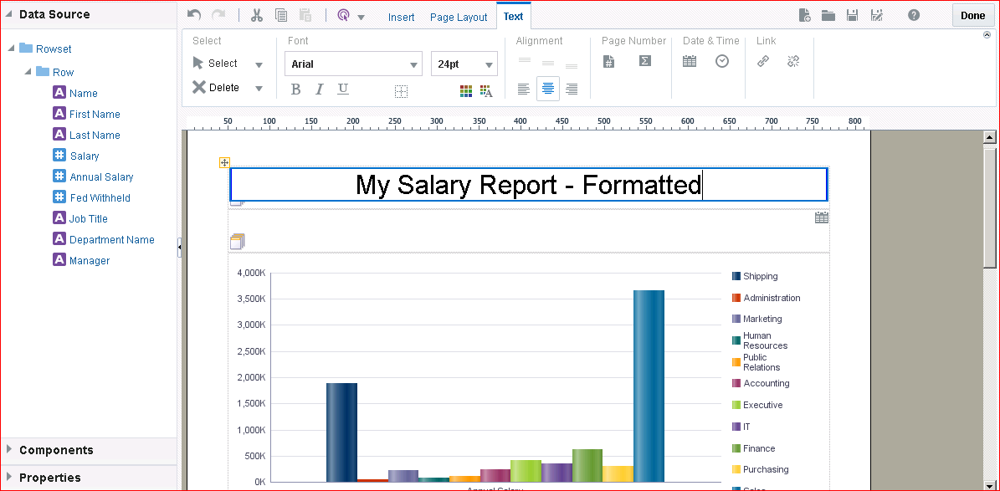 Data Source
Rowset
Row
A Name
A First Name
A Last Name
# Salary
# Annual Salary
# Fed Withheld
A Job Title
A Department Name
A Manager
Components
Properties
Insert Page Layout Text
Done
Select Font Alignment Page Number Date & Time Link
Select Arial 24pt
Delete B I U
50 100 150 200 250 300 350 400 450 500 550 600 650 700 750 800
My Salary Report - Formatted
4,000K
3,500K
3,000K
2,500K
2,000K
1,500K
1,000K
500K
0K
Annual Salary
Shipping
Administration
Marketing
Human
Resources
Public
Relations
Accounting
Executive
IT
Finance
Purchasing
Sales